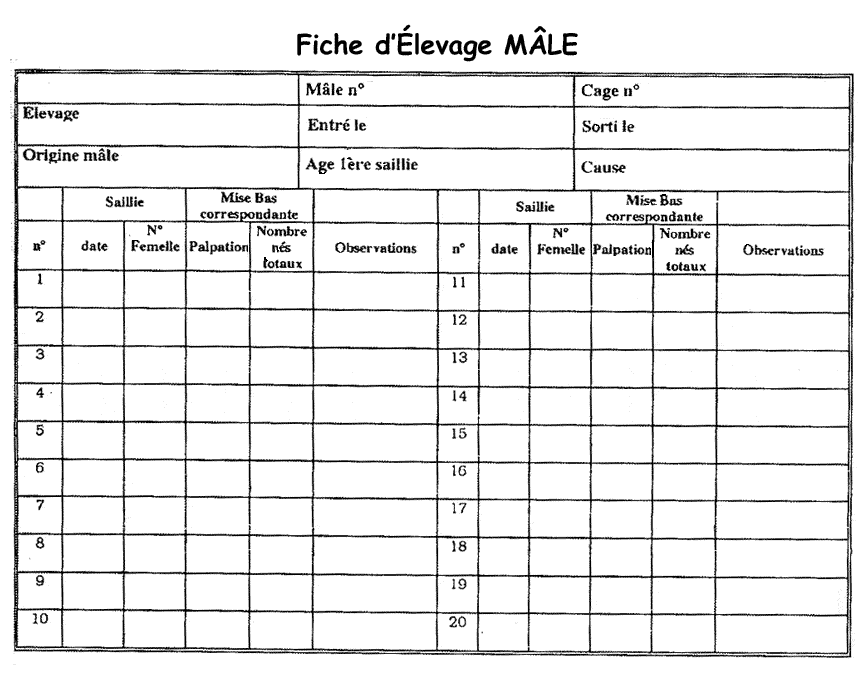 Fiche d'Élevage MÂLE
Mâle n° Cage n°
Elevage
Entré le Sorti le
Origine mâle
Age 1ère saillie Cause
Saillie Mise Bas correspondante Saillie Mise Bas correspondante
n° date N° Femelle Palpation Nombre nés totaux Observations n° date N° Femelle Palpation Nombre nés totaux Observations
1 11
2 12
3 13
4 14
5 15
6 16
7 17
8 18
9 19
10 20